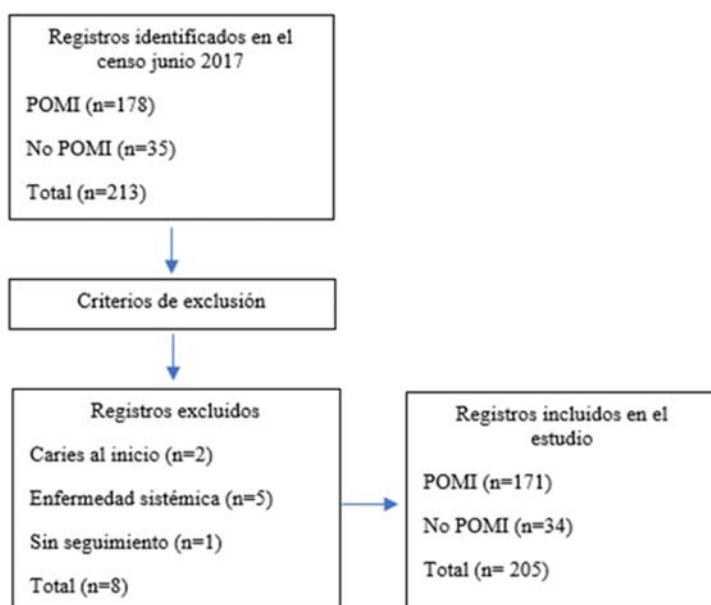 Registros identificados en el
censo junio 2017
POMI (n=178)
No POMI (n=35)
Total (n=213)
Criterios de exclusión
Registros excluidos
Caries al inicio (n=2)
Enfermedad sistémica (n=5)
Sin seguimiento (n=1)
Total (n=8)
Registros incluidos en el
estudio
POMI (n=171)
No POMI (n=34)
Total (n= 205)